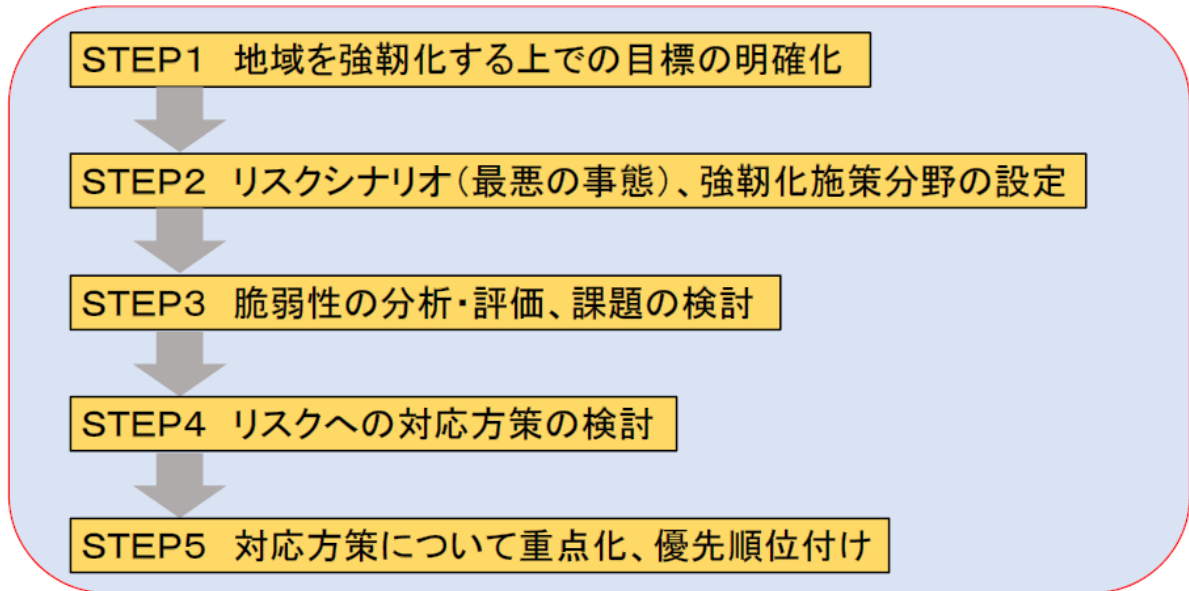 STEP1 地域を強靭化する上での目標の明確化
STEP2 リスクシナリオ（最悪の事態）、強靭化施策分野の設定
STEP3 脆弱性の分析・評価、課題の検討
STEP4 リスクへの対応方策の検討
STEP5 対応方策について重点化、優先順位付け